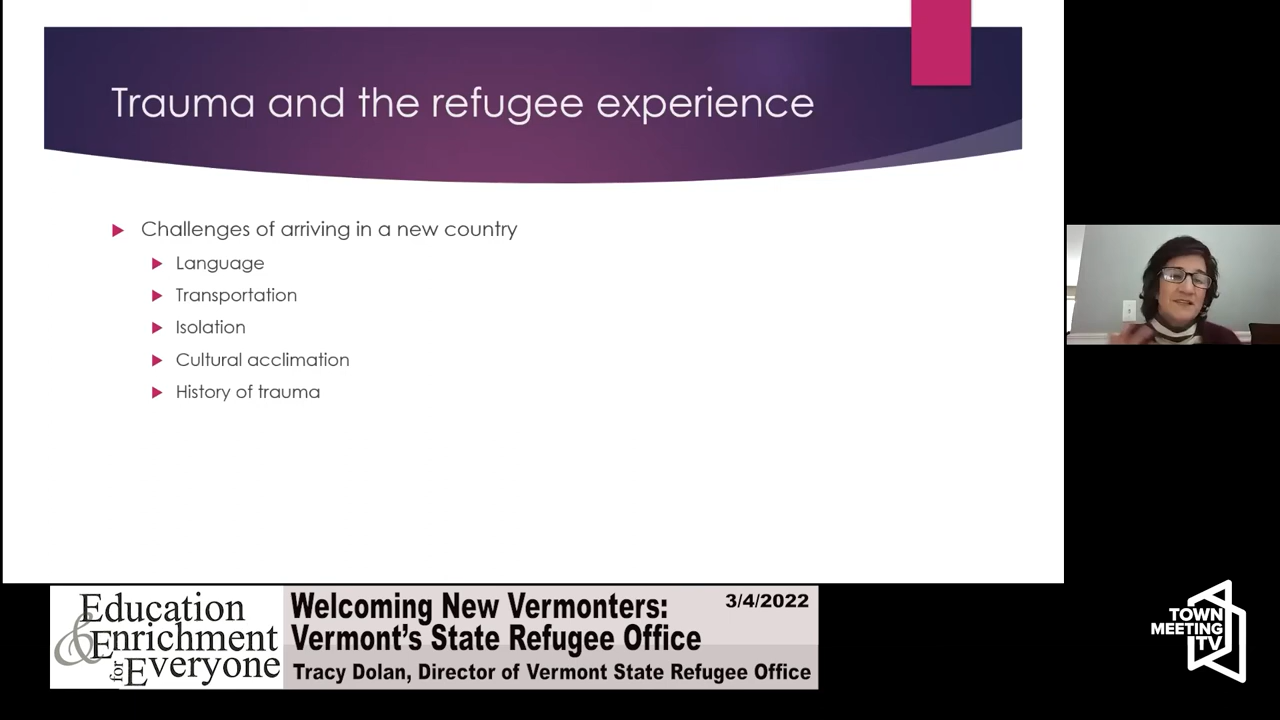 Trauma and the refugee experience
Challenges of arriving in a new country
Language
Transportation
Isolation
Cultural acclimation
History of trauma
Education
& Enrichment
for Everyone
Welcoming New Vermonters:
3/4/2022
Vermont's State Refugee Office
Tracy Dolan, Director of Vermont State Refugee Office
TOWN
MEETING
TV